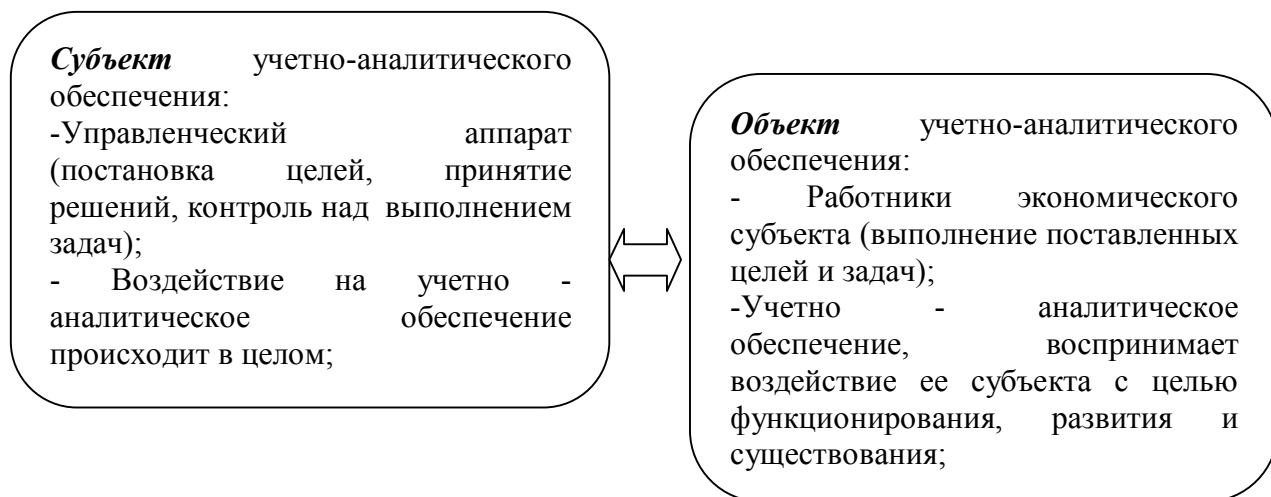 Субъект учетно-аналитического
обеспечения:
-Управленческий аппарат
(постановка целей, принятие
решений, контроль над выполнением
задач);
- Воздействие на учетно -
аналитическое обеспечение
происходит в целом;
Объект учетно-аналитического
обеспечения:
- Работники экономического
субъекта (выполнение поставленных
целей и задач);
-Учетно - аналитическое
обеспечение, воспринимает
воздействие ее субъекта с целью
функционирования, развития и
существования;